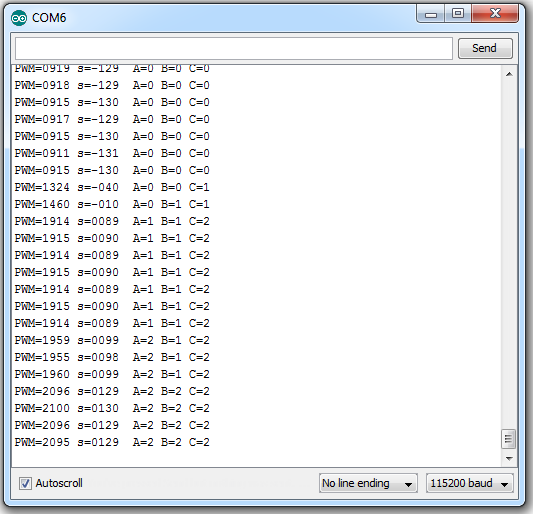 COM6
Send
PWM=0919 s=-129  A=0 B=0 C=0
PWM=0918 s=-129  A=0 B=0 C=0
PWM=0915 s=-130  A=0 B=0 C=0
PWM=0917 s=-129  A=0 B=0 C=0
PWM=0915 s=-130  A=0 B=0 C=0
PWM=0911 s=-131  A=0 B=0 C=0
PWM=0915 s=-130  A=0 B=0 C=0
PWM=1324 s=-040  A=0 B=0 C=1
PWM=1460 s=-010  A=0 B=1 C=1
PWM=1914 s=0089  A=1 B=1 C=2
PWM=1915 s=0090  A=1 B=1 C=2
PWM=1914 s=0089  A=1 B=1 C=2
PWM=1915 s=0090  A=1 B=1 C=2
PWM=1914 s=0089  A=1 B=1 C=2
PWM=1915 s=0090  A=1 B=1 C=2
PWM=1914 s=0089  A=1 B=1 C=2
PWM=1959 s=0099  A=2 B=1 C=2
PWM=1955 s=0098  A=2 B=1 C=2
PWM=1960 s=0099  A=2 B=1 C=2
PWM=2096 s=0129  A=2 B=2 C=2
PWM=2100 s=0130  A=2 B=2 C=2
PWM=2096 s=0129  A=2 B=2 C=2
PWM=2095 s=0129  A=2 B=2 C=2
Autoscroll
No line ending
115200 baud